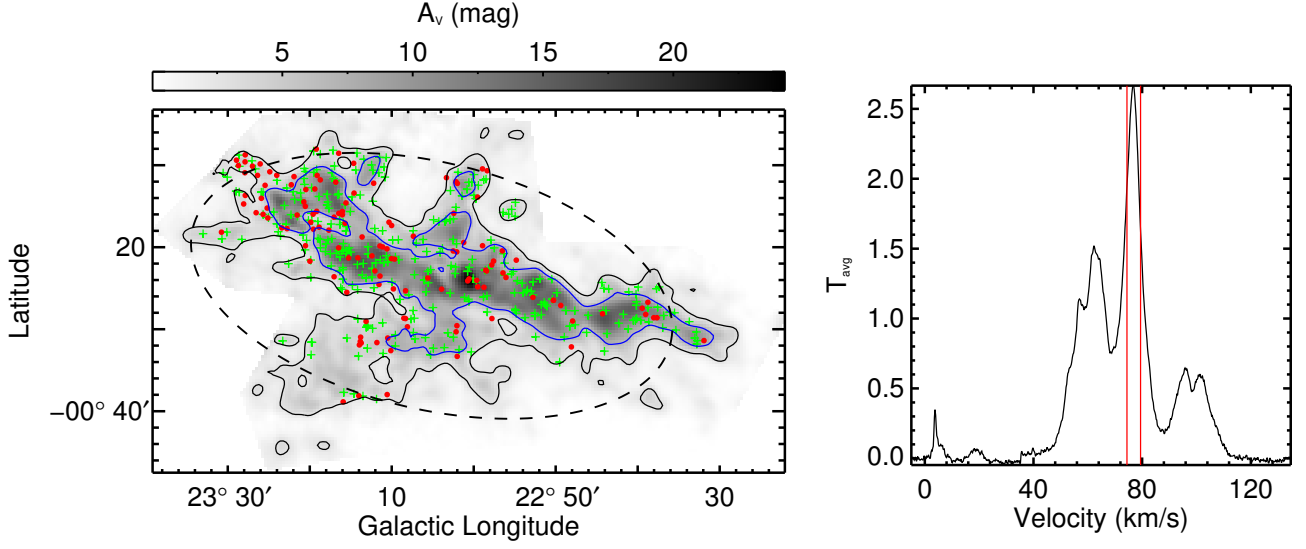 Aᵥ (mag)
5 10 15 20
Latitude
20
−00° 40′
23° 30′ 10 22° 50′ 30
Galactic Longitude
T_avg
2.5
2.0
1.5
1.0
0.5
0.0
0 40 80 120
Velocity (km/s)